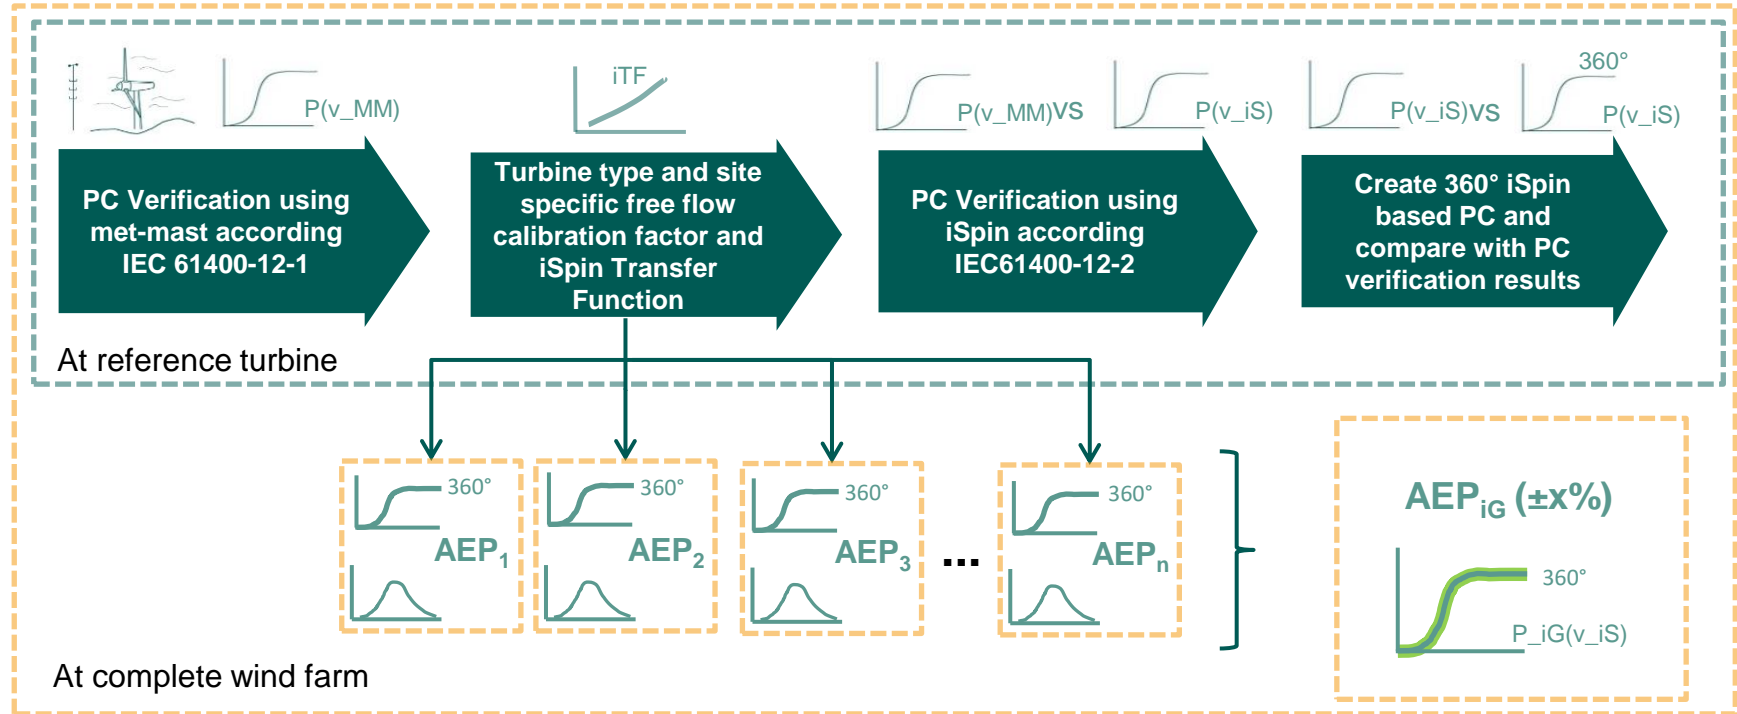 P(v_MM)
PC Verification using
met-mast according
IEC 61400-12-1
iTF
Turbine type and site
specific free flow
calibration factor and
iSpin Transfer
Function
P(v_MM)VS P(v_iS)
PC Verification using
iSpin according
IEC61400-12-2
360°
P(v_iS)VS P(v_iS)
Create 360° iSpin
based PC and
compare with PC
verification results
At reference turbine
360°
AEP1
360°
AEP2
360°
AEP3
...
360°
AEPn
AEPiG (±x%)
360°
P_iG(v_iS)
At complete wind farm